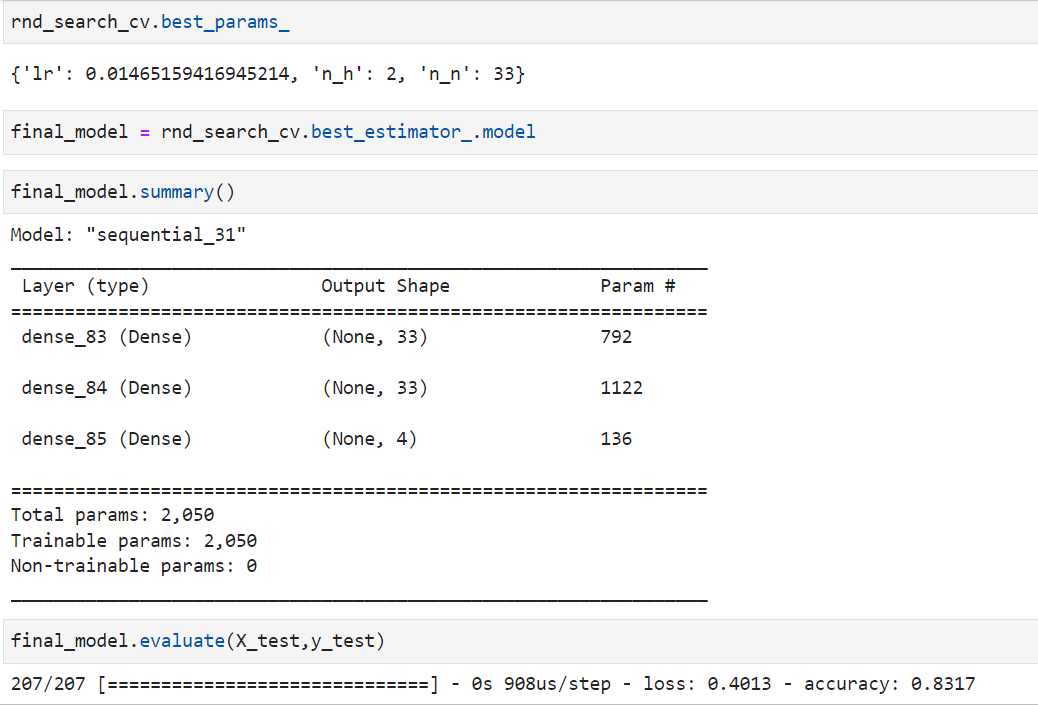 rnd_search_cv.best_params_
{'lr': 0.01465159416945214, 'n_h': 2, 'n_n': 33}
final_model = rnd_search_cv.best_estimator_.model
final_model.summary()
Model: "sequential_31"
_________________________________________________________________
Layer (type) Output Shape Param #
=================================================================
dense_83 (Dense) (None, 33) 792
dense_84 (Dense) (None, 33) 1122
dense_85 (Dense) (None, 4) 136
=================================================================
Total params: 2,050
Trainable params: 2,050
Non-trainable params: 0
_________________________________________________________________
final_model.evaluate(X_test,y_test)
207/207 [==============================] - 0s 908us/step - loss: 0.4013 - accuracy: 0.8317